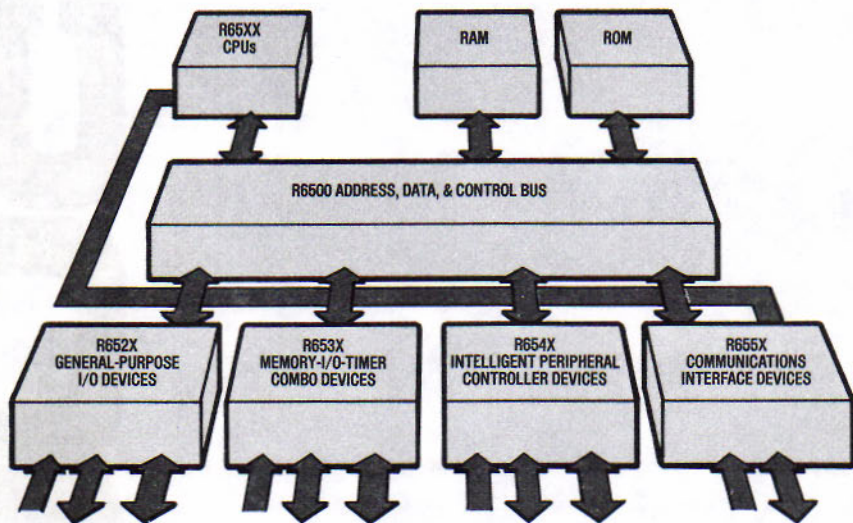 R65XX
CPUs
RAM
ROM
R6500 ADDRESS, DATA, & CONTROL BUS
R652X
GENERAL-PURPOSE
I/O DEVICES
R653X
MEMORY-I/O-TIMER
COMBO DEVICES
R654X
INTELLIGENT PERIPHERAL
CONTROLLER DEVICES
R655X
COMMUNICATIONS
INTERFACE DEVICES